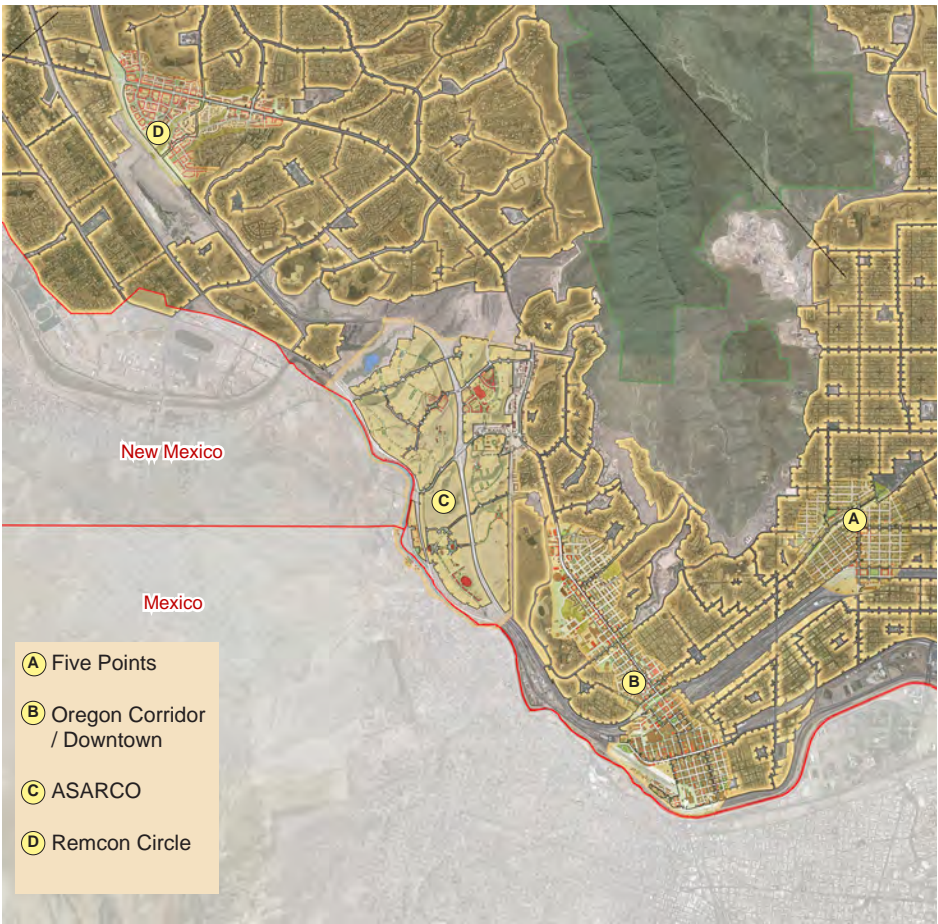 D
A
New Mexico
C
Mexico
B
A Five Points
B Oregon Corridor
/ Downtown
C ASARCO
D Remcon Circle